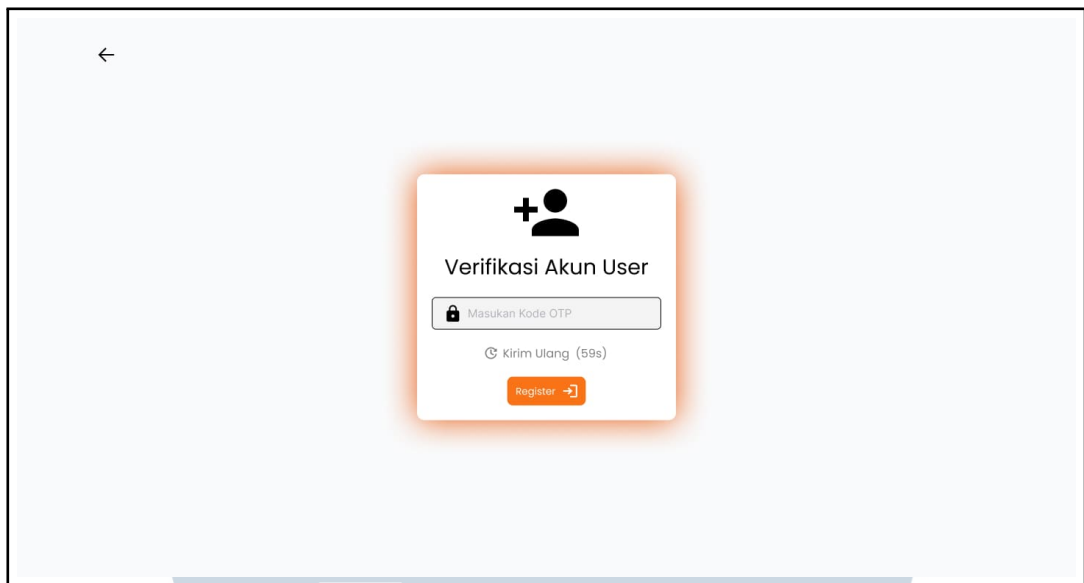 Verifikasi Akun User
Masukan Kode OTP
Kirim Ulang (59s)
Register